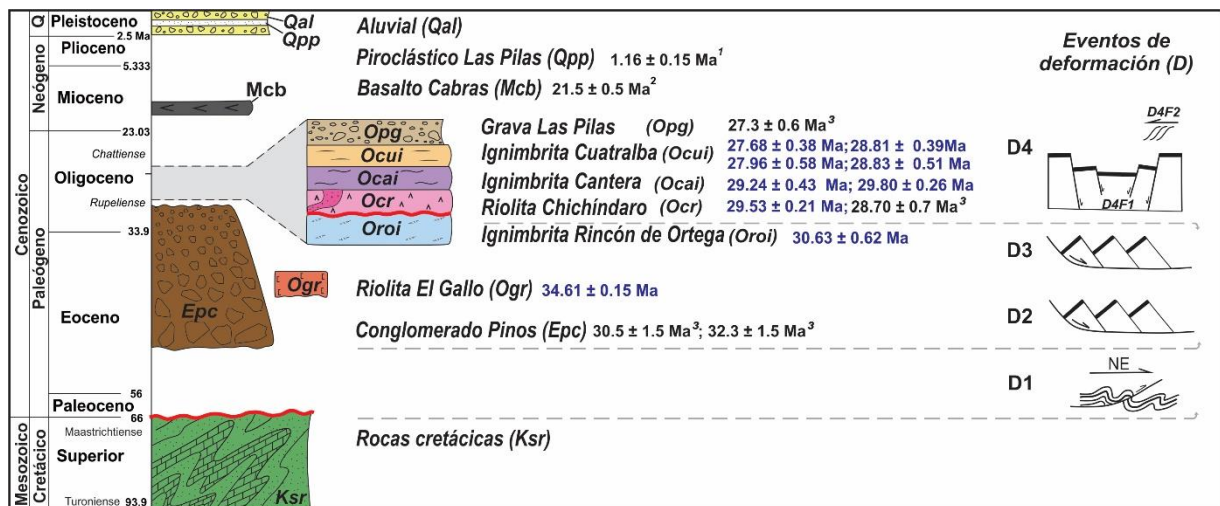 Cenozoico
Mesozoico
Q
Neógeno
Paleógeno
Cretácico
Pleistoceno
2.5 Ma
Plioceno
5.333
Mioceno
23.03
Chattiense
Oligoceno
Rupeliense
33.9
Eoceno
56
Paleoceno
66
Maastrichtiense
Superior
Turoniense 93.9
Qal
Qpp
Mcb
Opg
Ocui
Ocai
Ocr
Oroi
Ogr
Epc
Ksr
Aluvial (Qal)
Piroclástico Las Pilas (Qpp) 1.16 ± 0.15 Ma¹
Basalto Cabras (Mcb) 21.5 ± 0.5 Ma²
Grava Las Pilas (Opg) 27.3 ± 0.6 Ma³
Ignimbrita Cuatralba (Ocui) 27.68 ± 0.38 Ma; 28.81 ± 0.39Ma
27.96 ± 0.58 Ma; 28.83 ± 0.51 Ma
Ignimbrita Cantera (Ocai) 29.24 ± 0.43 Ma; 29.80 ± 0.26 Ma
Riolita Chichíndaro (Ocr) 29.53 ± 0.21 Ma; 28.70 ± 0.7 Ma³
Ignimbrita Rincón de Ortega (Oroi) 30.63 ± 0.62 Ma
Riolita El Gallo (Ogr) 34.61 ± 0.15 Ma
Conglomerado Pinos (Epc) 30.5 ± 1.5 Ma³; 32.3 ± 1.5 Ma³
Rocas cretácicas (Ksr)
Eventos de
deformación (D)
D4F2
D4
D4F1
D3
D2
NE
D1